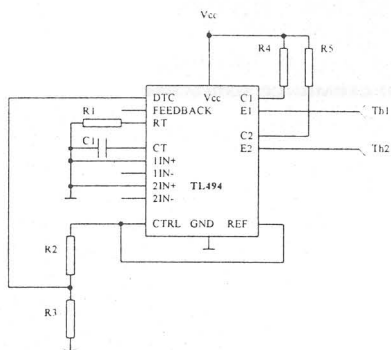 Vcc
R4
R5
DTC
Vcc
C1
FEEDBACK
E1
Th1
R1
RT
C2
C1
CT
E2
Th2
1IN+
1IN-
2IN+
TL494
2IN-
CTRL
GND
REF
R2
R3